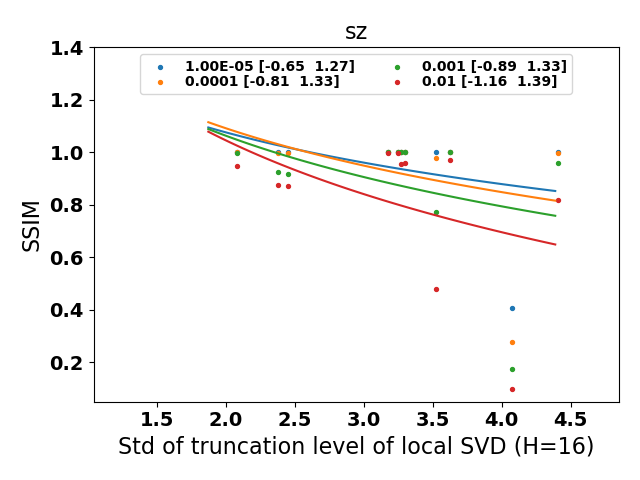 sz
1.4
1.00E-05 [-0.65  1.27]
0.001 [-0.89  1.33]
0.0001 [-0.81  1.33]
0.01 [-1.16  1.39]
1.2
1.0
0.8
0.6
0.4
0.2
SSIM
1.5 2.0 2.5 3.0 3.5 4.0 4.5
Std of truncation level of local SVD (H=16)